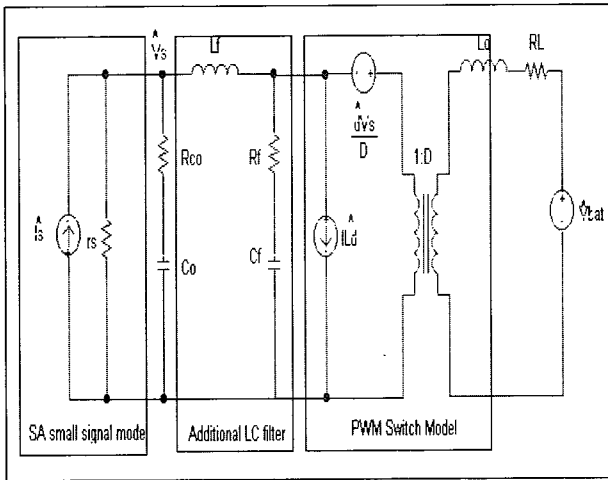 ^
Vs
Lf
Lo
RL
^
dVs
D
1:D
Rco
Rf
^
Is
rs
^
ILd
^
Vbat
Co
Cf
SA small signal mode
Additional LC filter
PWM Switch Model